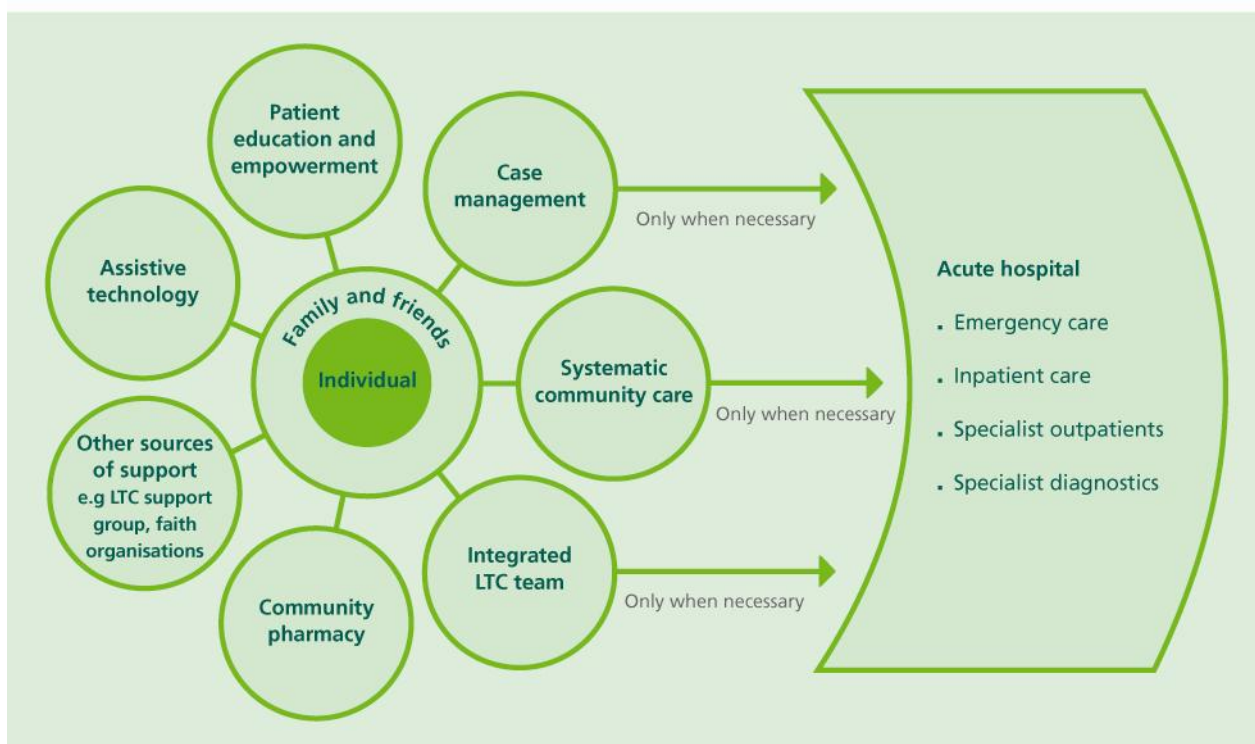 Patient
education and
empowerment
Case
management
Only when necessary
Assistive
technology
Family and friends
Individual
Systematic
community care
Only when necessary
Other sources
of support
e.g LTC support
group, faith
organisations
Community
pharmacy
Integrated
LTC team
Only when necessary
Acute hospital
. Emergency care
. Inpatient care
. Specialist outpatients
. Specialist diagnostics